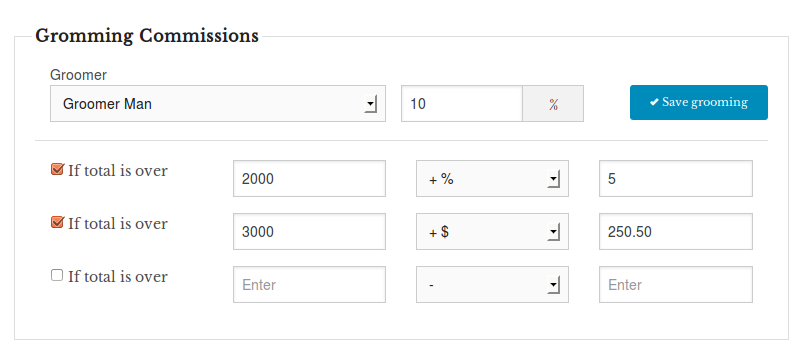 Gromming Commissions
Groomer
Groomer Man 10 % ✔ Save grooming
If total is over 2000 + % 5
If total is over 3000 + $ 250.50
If total is over Enter - Enter